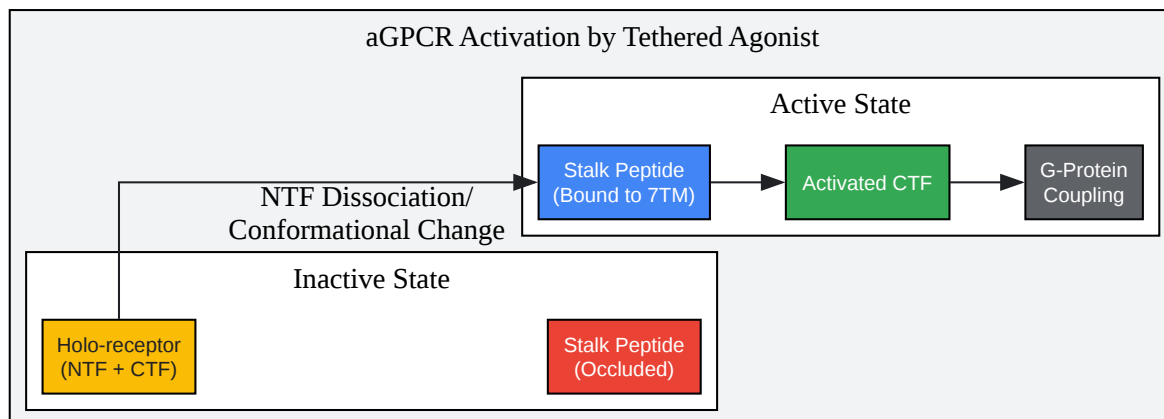 aGPCR Activation by Tethered Agonist
Active State
Stalk Peptide
(Bound to 7TM)
Activated CTF
G-Protein
Coupling
NTF Dissociation/
Conformational Change
Inactive State
Holo-receptor
(NTF + CTF)
Stalk Peptide
(Occluded)